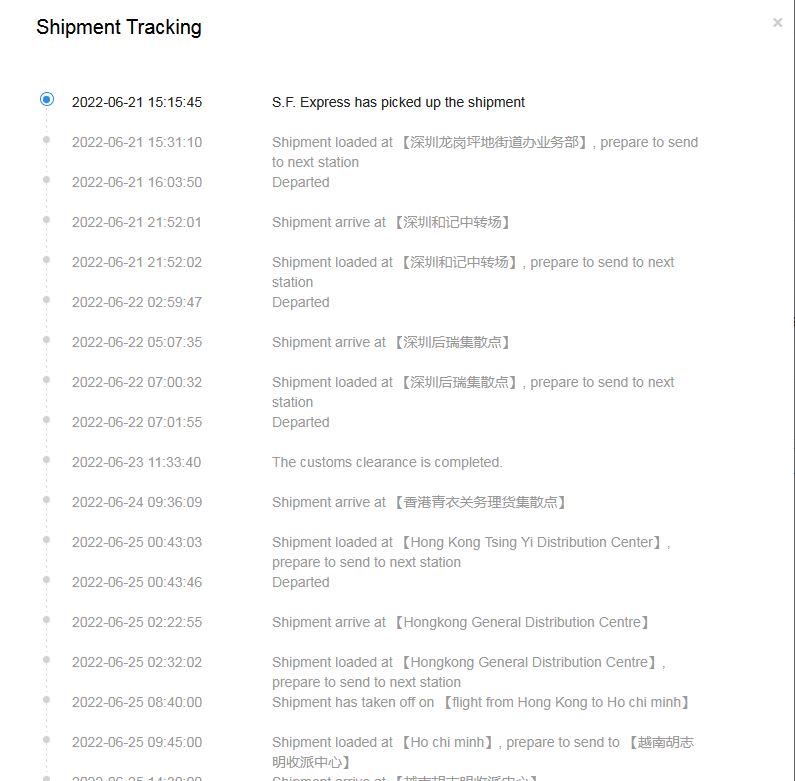 Shipment Tracking
×
2022-06-21 15:15:45 S.F. Express has picked up the shipment
2022-06-21 15:31:10 Shipment loaded at 【深圳龙岗坪地街道办业务部】, prepare to send
to next station
2022-06-21 16:03:50 Departed
2022-06-21 21:52:01 Shipment arrive at 【深圳和记中转场】
2022-06-21 21:52:02 Shipment loaded at 【深圳和记中转场】, prepare to send to next
station
2022-06-22 02:59:47 Departed
2022-06-22 05:07:35 Shipment arrive at 【深圳后瑞集散点】
2022-06-22 07:00:32 Shipment loaded at 【深圳后瑞集散点】, prepare to send to next
station
2022-06-22 07:01:55 Departed
2022-06-23 11:33:40 The customs clearance is completed.
2022-06-24 09:36:09 Shipment arrive at 【香港青衣关务理货集散点】
2022-06-25 00:43:03 Shipment loaded at 【Hong Kong Tsing Yi Distribution Center】,
prepare to send to next station
2022-06-25 00:43:46 Departed
2022-06-25 02:22:55 Shipment arrive at 【Hongkong General Distribution Centre】
2022-06-25 02:32:02 Shipment loaded at 【Hongkong General Distribution Centre】,
prepare to send to next station
2022-06-25 08:40:00 Shipment has taken off on 【flight from Hong Kong to Ho chi minh】
2022-06-25 09:45:00 Shipment loaded at 【Ho chi minh】, prepare to send to 【越南胡志
明收派中心】
Shipment arrive at 【越南胡志明收派中心】